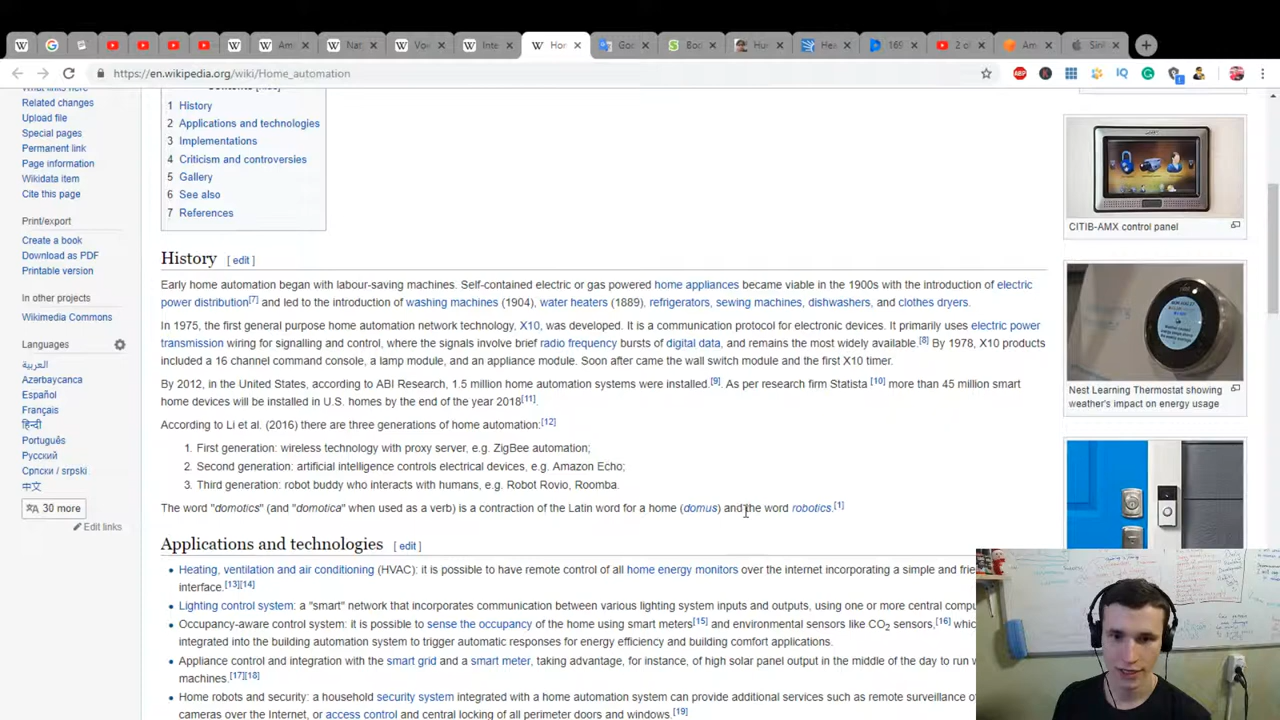 W Am
W Nat
W Vo
W Inte
W Hor
Goo
Bod
Hu
Hea
169
2 of
Am
Siri
https://en.wikipedia.org/wiki/Home_automation
ABP
What links here
Related changes
Upload file
Special pages
Permanent link
Page information
Wikidata item
Cite this page
Print/export
Create a book
Download as PDF
Printable version
In other projects
Wikimedia Commons
Languages
العربية
Azərbaycanca
Español
Français
हिन्दी
Português
Русский
Српски / srpski
中文
30 more
Edit links
Contents [hide]
1 History
2 Applications and technologies
3 Implementations
4 Criticism and controversies
5 Gallery
6 See also
7 References
History [ edit ]
Early home automation began with labour-saving machines. Self-contained electric or gas powered home appliances became viable in the 1900s with the introduction of electric
power distribution[7] and led to the introduction of washing machines (1904), water heaters (1889), refrigerators, sewing machines, dishwashers, and clothes dryers.
In 1975, the first general purpose home automation network technology, X10, was developed. It is a communication protocol for electronic devices. It primarily uses electric power
transmission wiring for signalling and control, where the signals involve brief radio frequency bursts of digital data, and remains the most widely available.[8] By 1978, X10 products
included a 16 channel command console, a lamp module, and an appliance module. Soon after came the wall switch module and the first X10 timer.
By 2012, in the United States, according to ABI Research, 1.5 million home automation systems were installed.[9] As per research firm Statista [10] more than 45 million smart
home devices will be installed in U.S. homes by the end of the year 2018[11].
According to Li et al. (2016) there are three generations of home automation:[12]
1. First generation: wireless technology with proxy server, e.g. ZigBee automation;
2. Second generation: artificial intelligence controls electrical devices, e.g. Amazon Echo;
3. Third generation: robot buddy who interacts with humans, e.g. Robot Rovio, Roomba.
The word "domotics" (and "domotica" when used as a verb) is a contraction of the Latin word for a home (domus) and the word robotics.[1]
Applications and technologies [ edit ]
• Heating, ventilation and air conditioning (HVAC): it is possible to have remote control of all home energy monitors over the internet incorporating a simple and frie
interface.[13][14]
• Lighting control system: a "smart" network that incorporates communication between various lighting system inputs and outputs, using one or more central compu
• Occupancy-aware control system: it is possible to sense the occupancy of the home using smart meters[15] and environmental sensors like CO2 sensors,[16] whic
integrated into the building automation system to trigger automatic responses for energy efficiency and building comfort applications.
• Appliance control and integration with the smart grid and a smart meter, taking advantage, for instance, of high solar panel output in the middle of the day to run w
machines.[17][18]
• Home robots and security: a household security system integrated with a home automation system can provide additional services such as remote surveillance o
cameras over the Internet, or access control and central locking of all perimeter doors and windows.[19]
CITIB-AMX control panel
Nest Learning Thermostat showing
weather's impact on energy usage